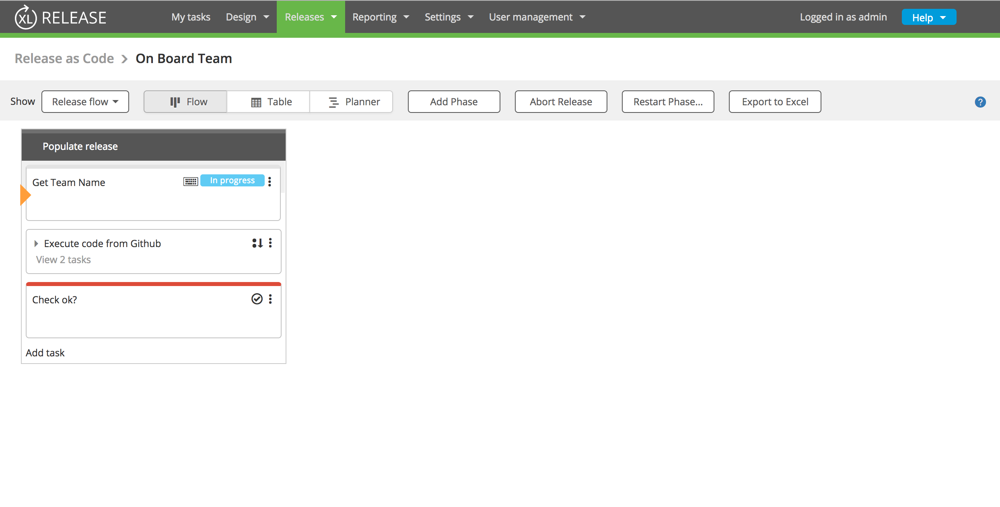 XL RELEASE My tasks Design Releases Reporting Settings User management Logged in as admin Help
Release as Code > On Board Team
Show Release flow Flow Table Planner Add Phase Abort Release Restart Phase... Export to Excel ?
Populate release
Get Team Name In progress
Execute code from Github
View 2 tasks
Check ok?
Add task